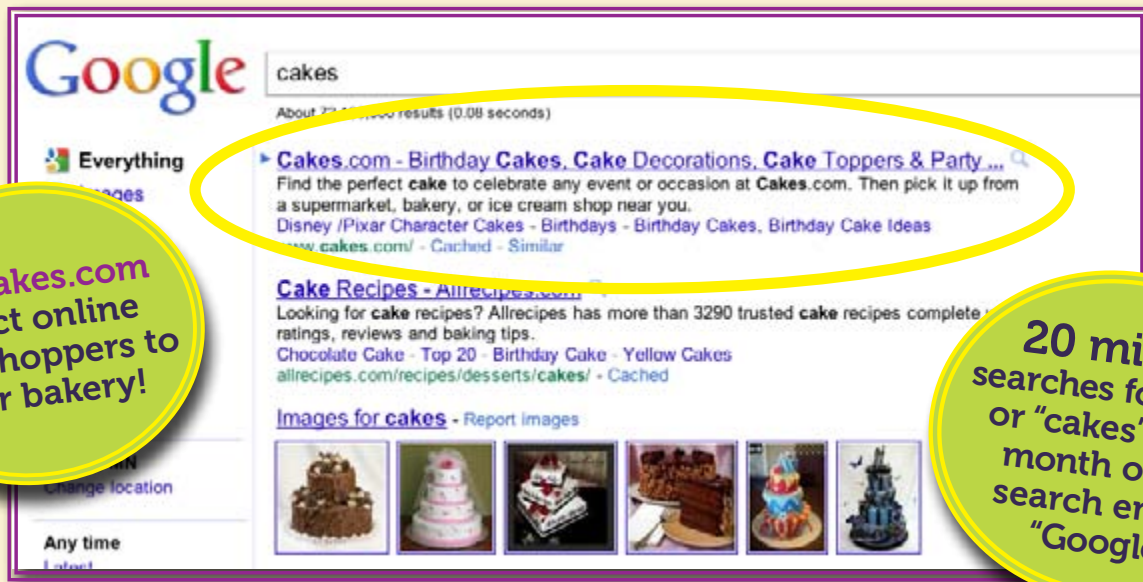 Google
cakes
About results (0.08 seconds)
Everything
Cakes.com - Birthday Cakes, Cake Decorations, Cake Toppers & Party ...
Find the perfect cake to celebrate any event or occasion at Cakes.com. Then pick it up from
a supermarket, bakery, or ice cream shop near you.
Disney /Pixar Character Cakes - Birthdays - Birthday Cakes, Birthday Cake Ideas
www.cakes.com/ - Cached - Similar
Cake Recipes - Allrecipes.com
Looking for cake recipes? Allrecipes has more than 3290 trusted cake recipes complete
ratings, reviews and baking tips.
Chocolate Cake - Top 20 - Birthday Cake - Yellow Cakes
allrecipes.com/recipes/desserts/cakes/ - Cached
Images for cakes - Report images
Change location
Any time
Latest
akes.com
ct online
hoppers to
r bakery!
20 mi
searches fo
or "cakes"
month o
search en
"Google